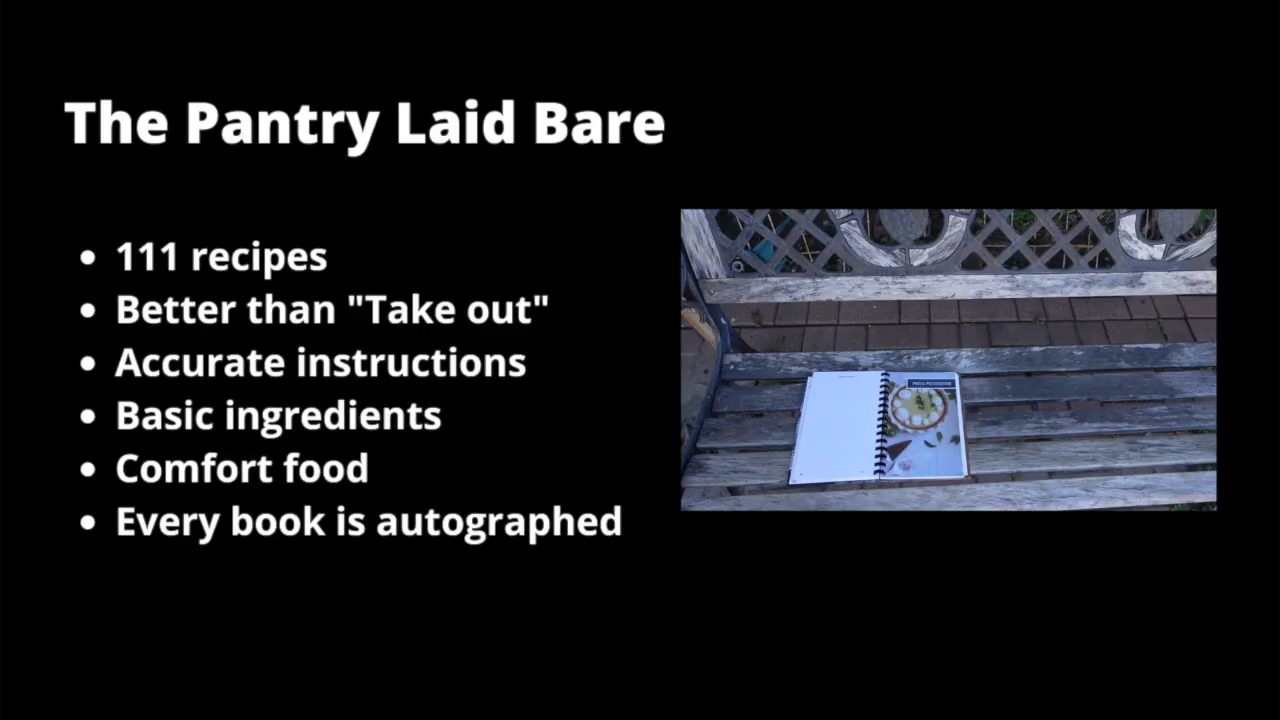 The Pantry Laid Bare
• 111 recipes
• Better than "Take out"
• Accurate instructions
• Basic ingredients
• Comfort food
• Every book is autographed